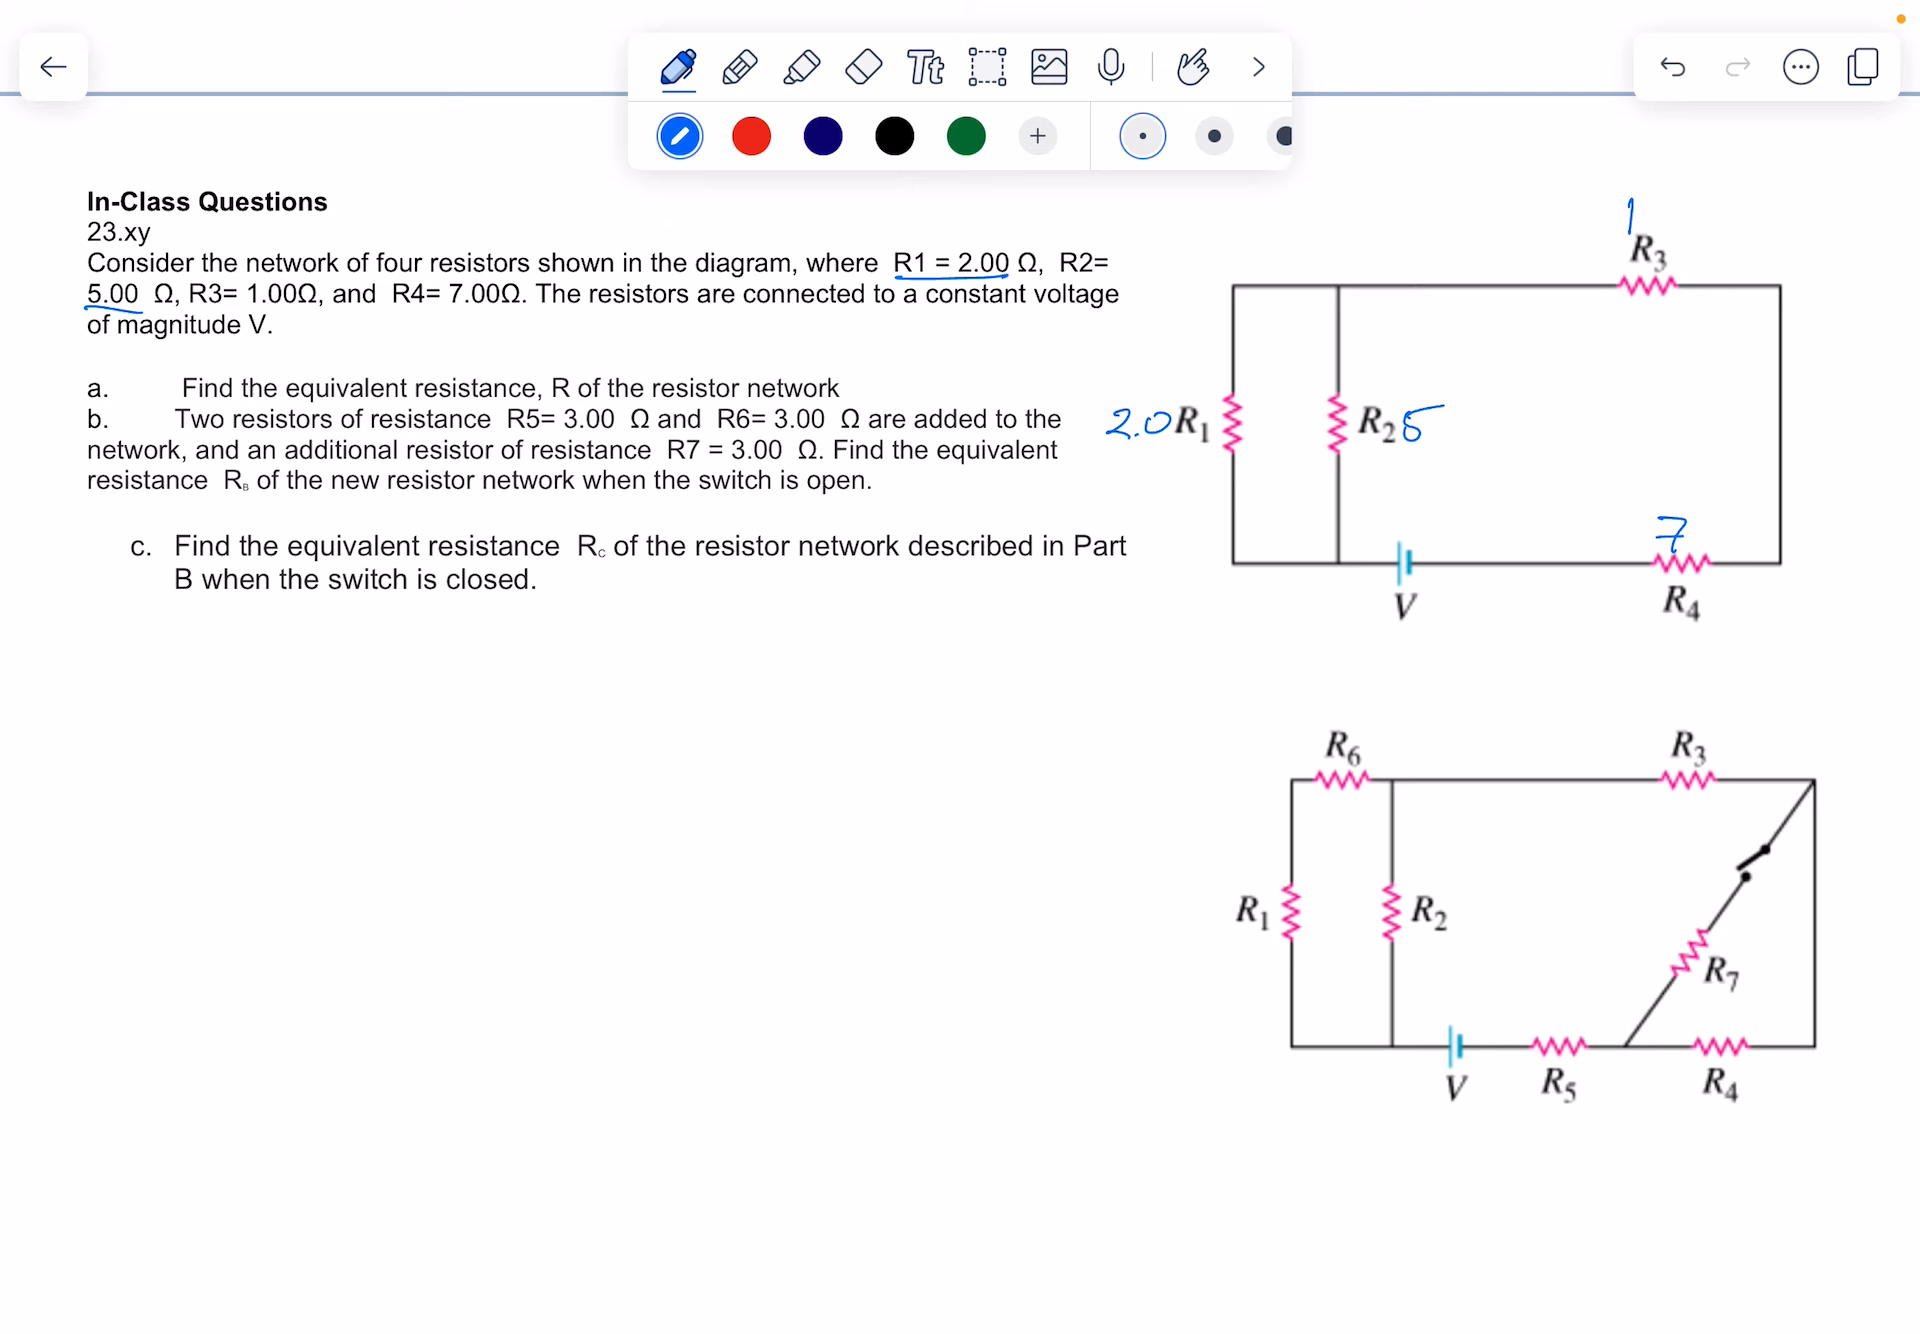 Tt
In-Class Questions
23.xy
Consider the network of four resistors shown in the diagram, where R1 = 2.00 Ω, R2=
5.00 Ω, R3= 1.00Ω, and R4= 7.00Ω. The resistors are connected to a constant voltage
of magnitude V.
a. Find the equivalent resistance, R of the resistor network
b. Two resistors of resistance R5= 3.00 Ω and R6= 3.00 Ω are added to the
network, and an additional resistor of resistance R7 = 3.00 Ω. Find the equivalent
resistance R_B of the new resistor network when the switch is open.
c. Find the equivalent resistance R_C of the resistor network described in Part
B when the switch is closed.
1
R3
2.0 R1
R2 5
7
V
R4
R6
R3
R1
R2
R7
V
R5
R4